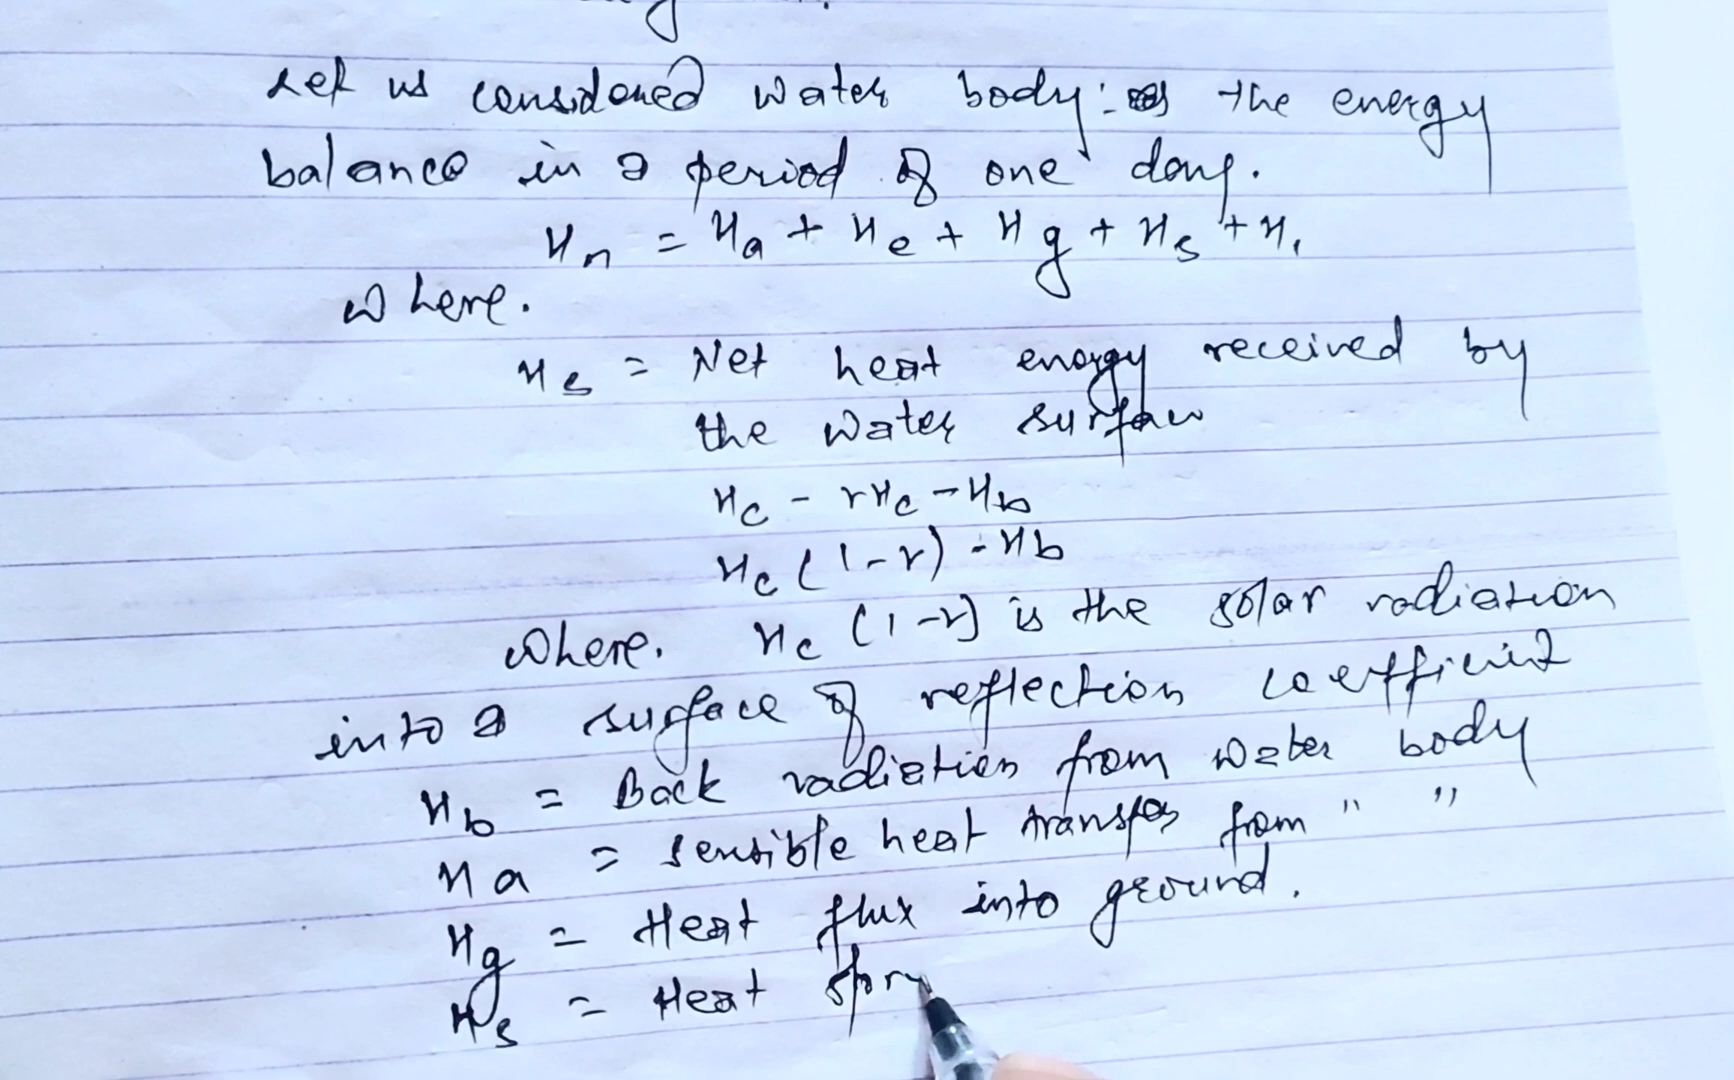 Let us considered water body: as the energy
balance in a period of one day.
Hn = Ha + He + Hg + Hs + Hi
where.
Hs = Net heat energy received by
the water surface
Hc - rHc - Hb
Hc (1-r) - Hb
where. Hc (1-r) is the solar radiation
into a surface of reflection coefficient
Hb = Back radiation from water body
Ha = sensible heat transfer from " "
Hg = Heat flux into ground.
Hs = Heat stor